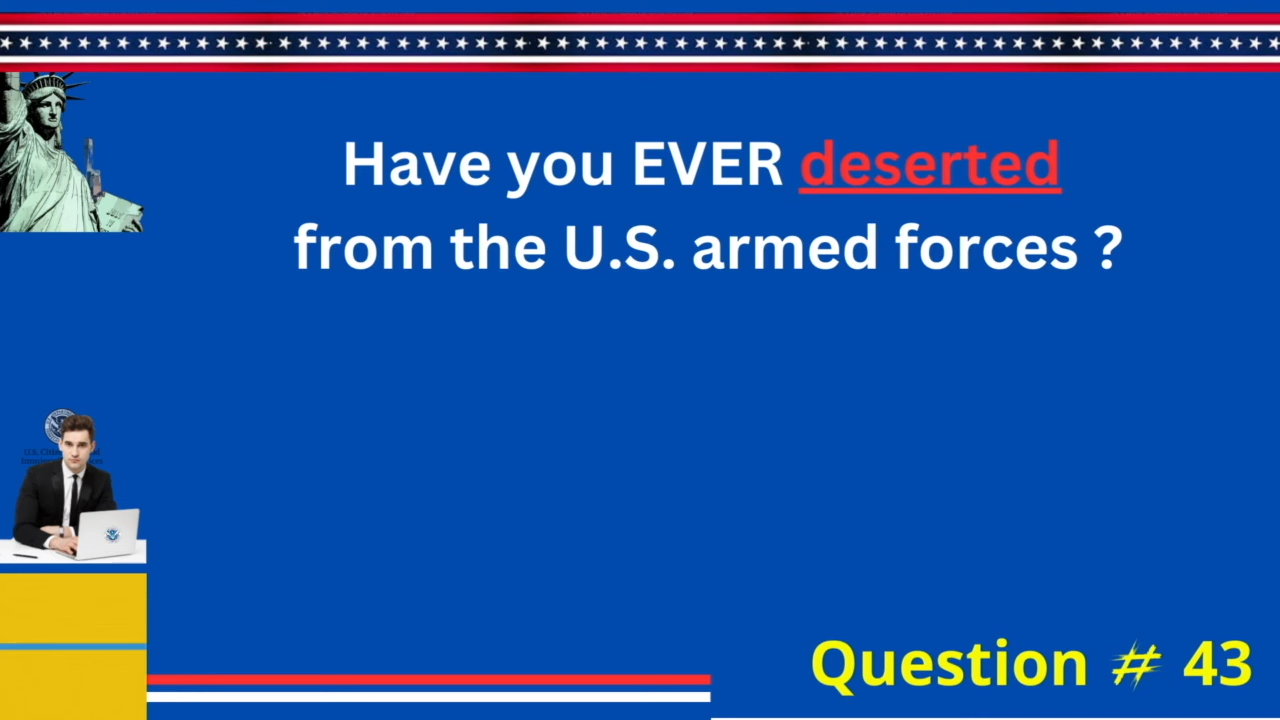 Have you EVER deserted
from the U.S. armed forces ?
Question # 43